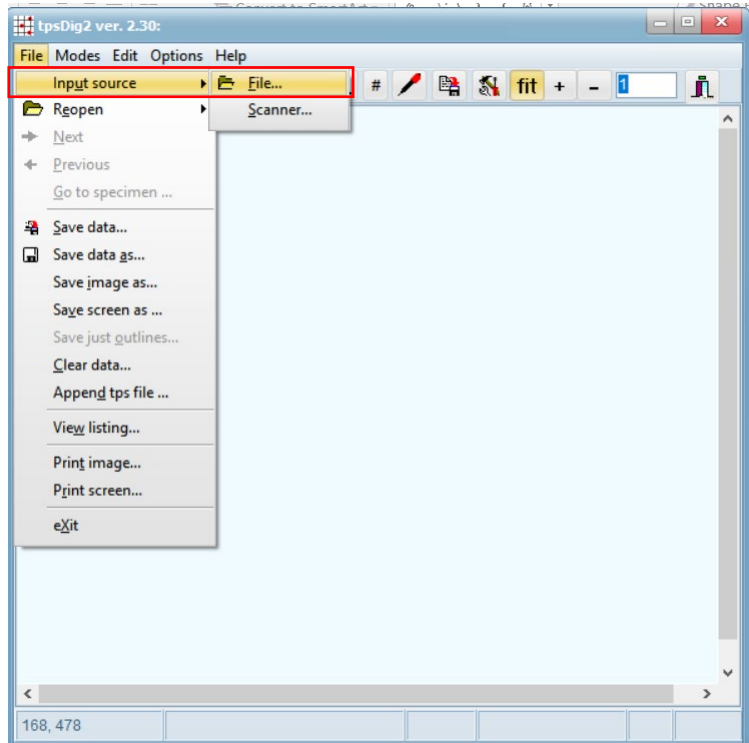 tpsDig2 ver. 2.30:
File Modes Edit Options Help
Input source File... # fit + - 1
Reopen Scanner...
Next
Previous
Go to specimen ...
Save data...
Save data as...
Save image as...
Save screen as ...
Save just outlines...
Clear data...
Append tps file ...
View listing...
Print image...
Print screen...
eXit
168, 478